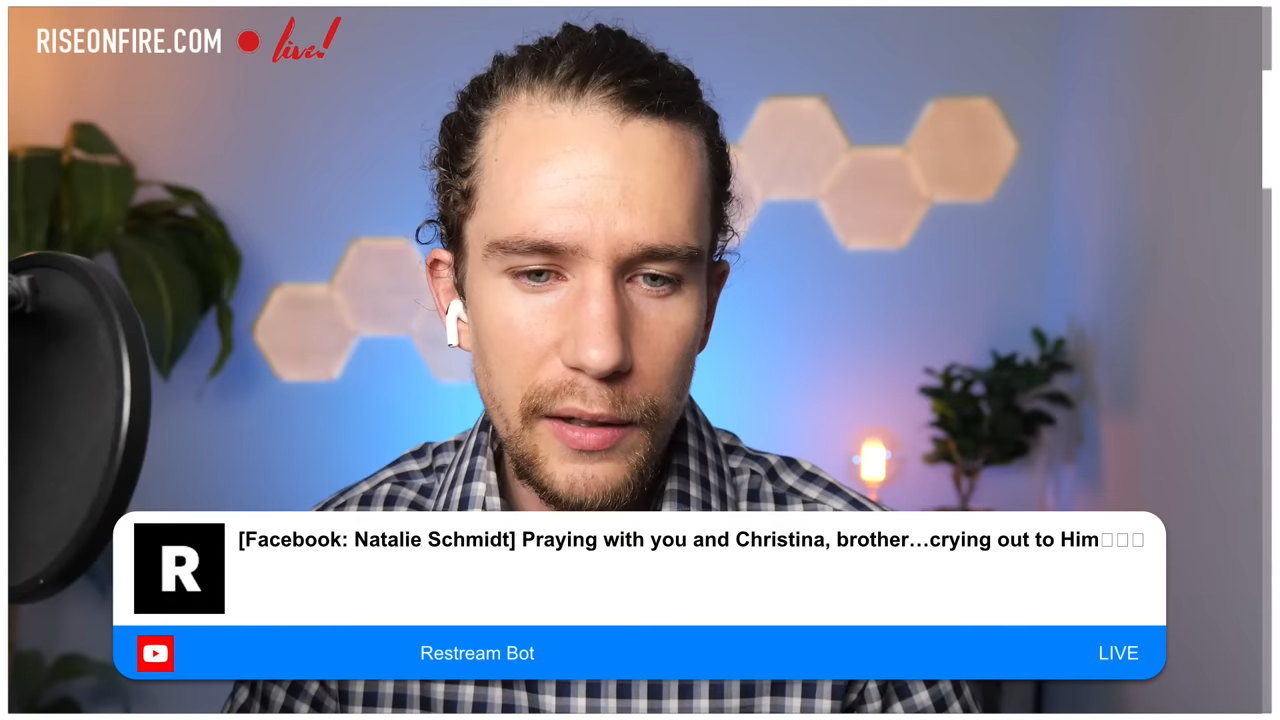 RISEONFIRE.COM live!
[Facebook: Natalie Schmidt] Praying with you and Christina, brother…crying out to Him
R
Restream Bot LIVE